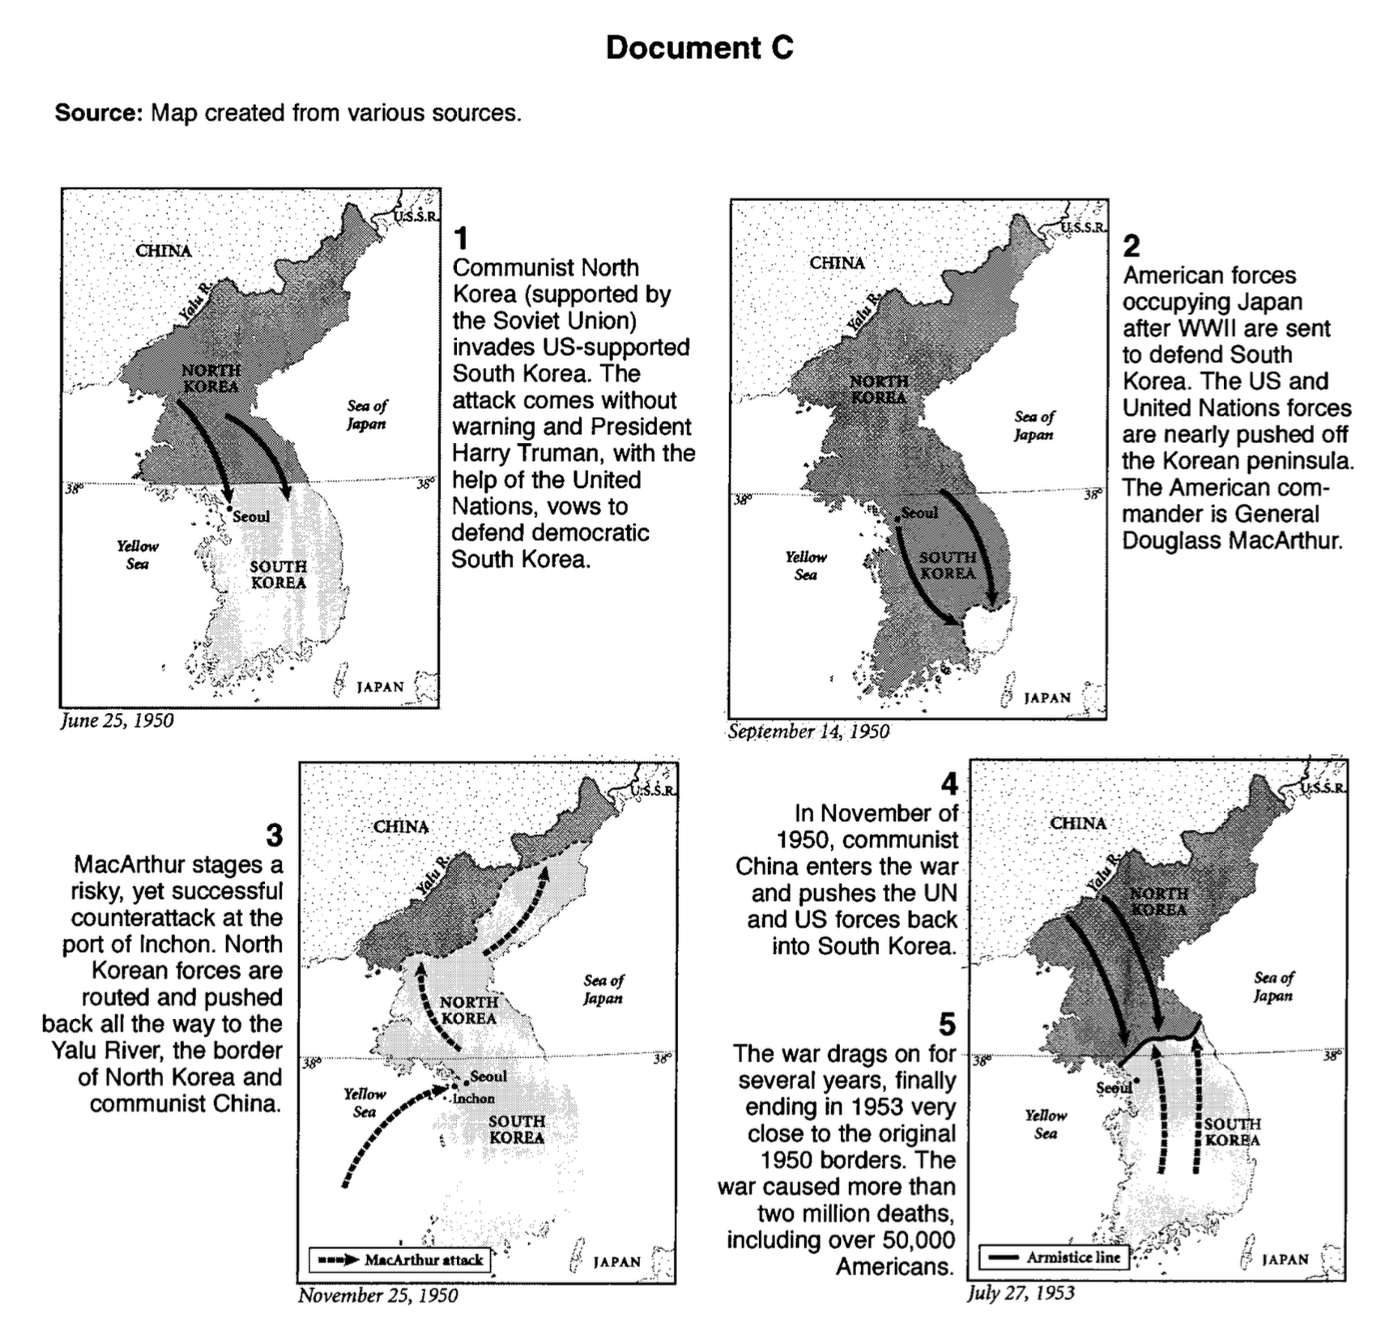 Document C
Source: Map created from various sources.
CHINA
U.S.S.R.
Yalu R.
NORTH
KOREA
Sea of
Japan
38°
38°
Seoul
Yellow
Sea
SOUTH
KOREA
JAPAN
June 25, 1950
1
Communist North
Korea (supported by
the Soviet Union)
invades US-supported
South Korea. The
attack comes without
warning and President
Harry Truman, with the
help of the United
Nations, vows to
defend democratic
South Korea.
CHINA
U.S.S.R.
Yalu R.
NORTH
KOREA
Sea of
Japan
38°
38°
Seoul
Yellow
Sea
SOUTH
KOREA
JAPAN
September 14, 1950
2
American forces
occupying Japan
after WWII are sent
to defend South
Korea. The US and
United Nations forces
are nearly pushed off
the Korean peninsula.
The American com-
mander is General
Douglass MacArthur.
3
MacArthur stages a
risky, yet successful
counterattack at the
port of Inchon. North
Korean forces are
routed and pushed
back all the way to the
Yalu River, the border
of North Korea and
communist China.
CHINA
U.S.S.R.
Yalu R.
Sea of
Japan
NORTH
KOREA
38°
38°
Seoul
Inchon
Yellow
Sea
SOUTH
KOREA
MacArthur attack
JAPAN
November 25, 1950
4
In November of
1950, communist
China enters the war
and pushes the UN
and US forces back
into South Korea.
5
The war drags on for
several years, finally
ending in 1953 very
close to the original
1950 borders. The
war caused more than
two million deaths,
including over 50,000
Americans.
CHINA
U.S.S.R.
Yalu R.
NORTH
KOREA
Sea of
Japan
38°
38°
Seoul
Yellow
Sea
SOUTH
KOREA
Armistice line
JAPAN
July 27, 1953